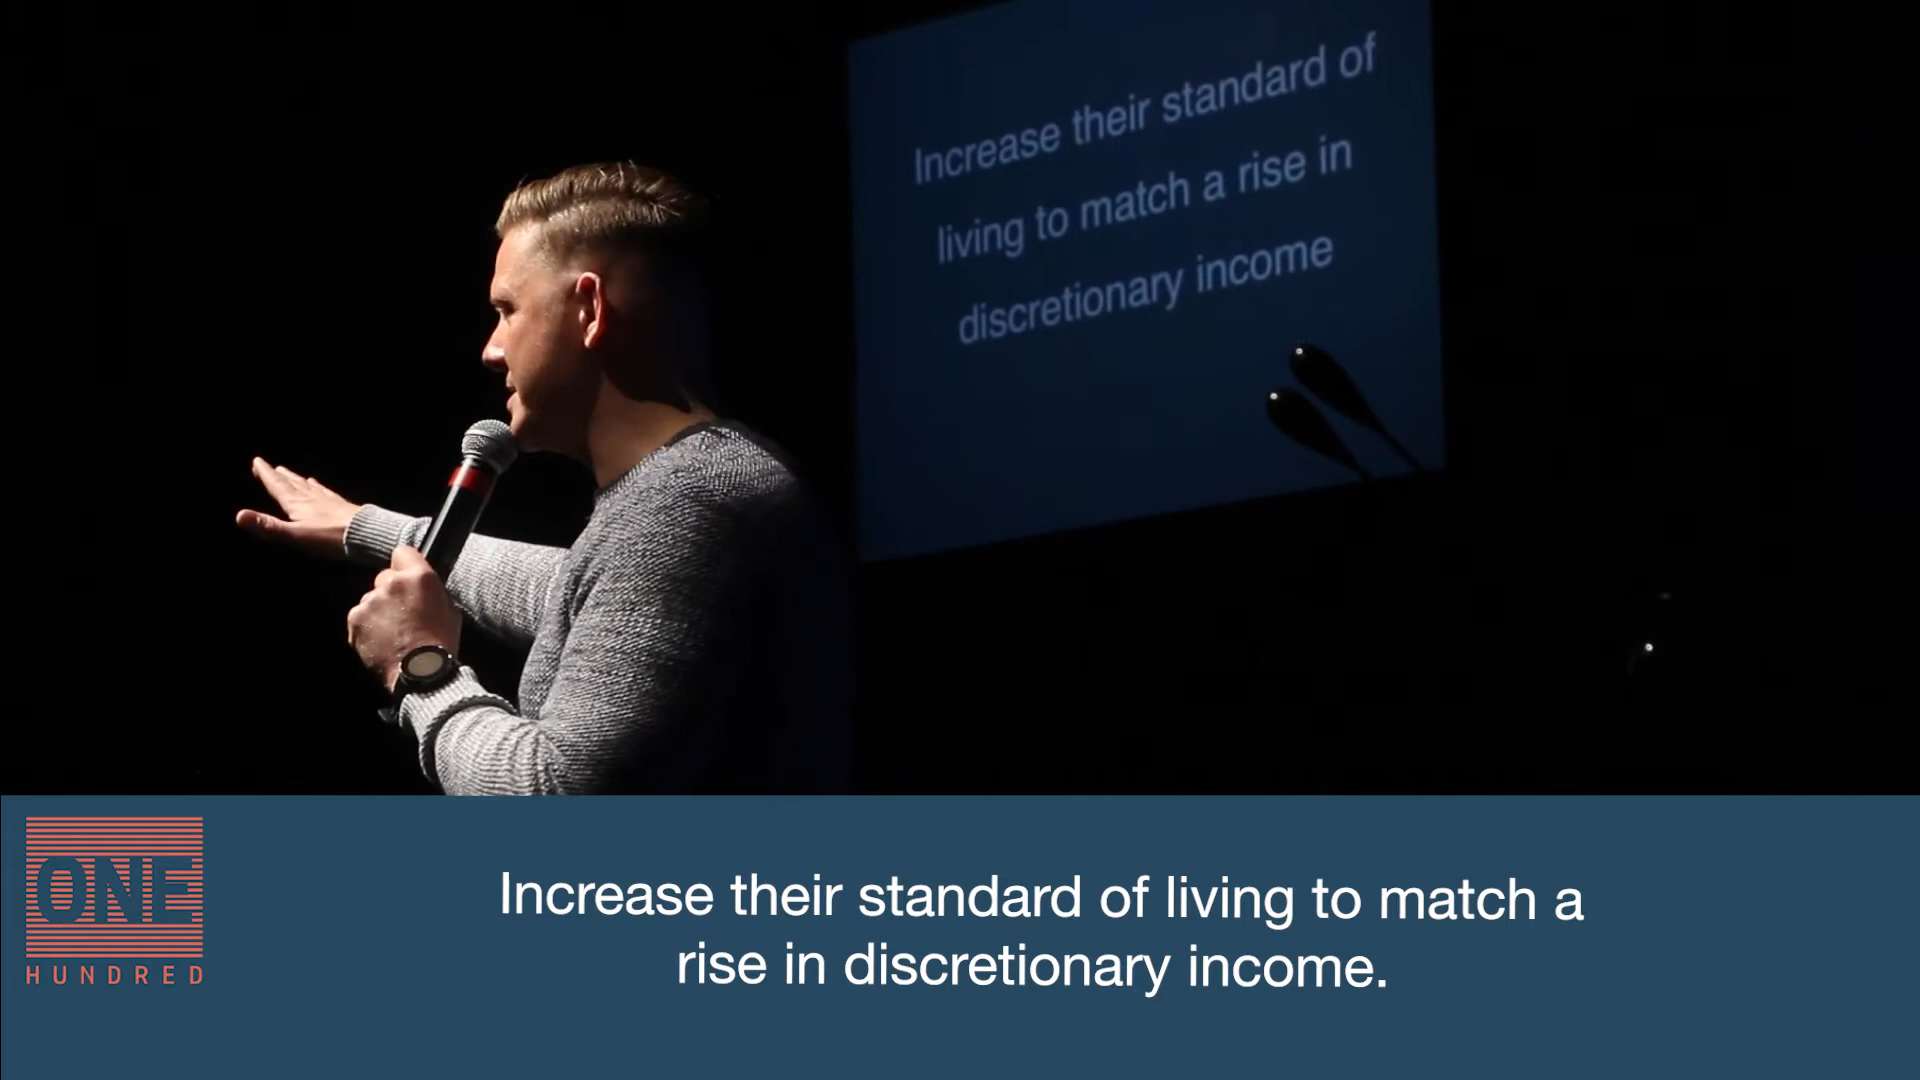 Increase their standard of
living to match a rise in
discretionary income
ONE
HUNDRED
Increase their standard of living to match a
rise in discretionary income.